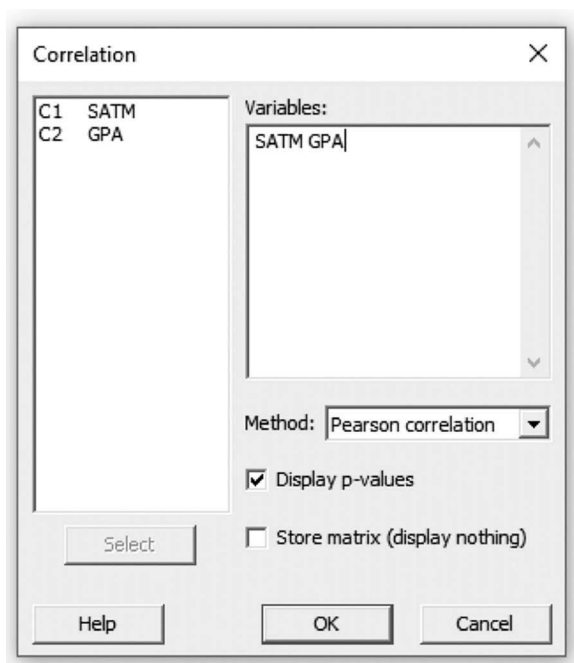 Correlation
C1 SATM
C2 GPA
Variables:
SATM GPA
Method: Pearson correlation
Display p-values
Store matrix (display nothing)
Select
Help
OK
Cancel